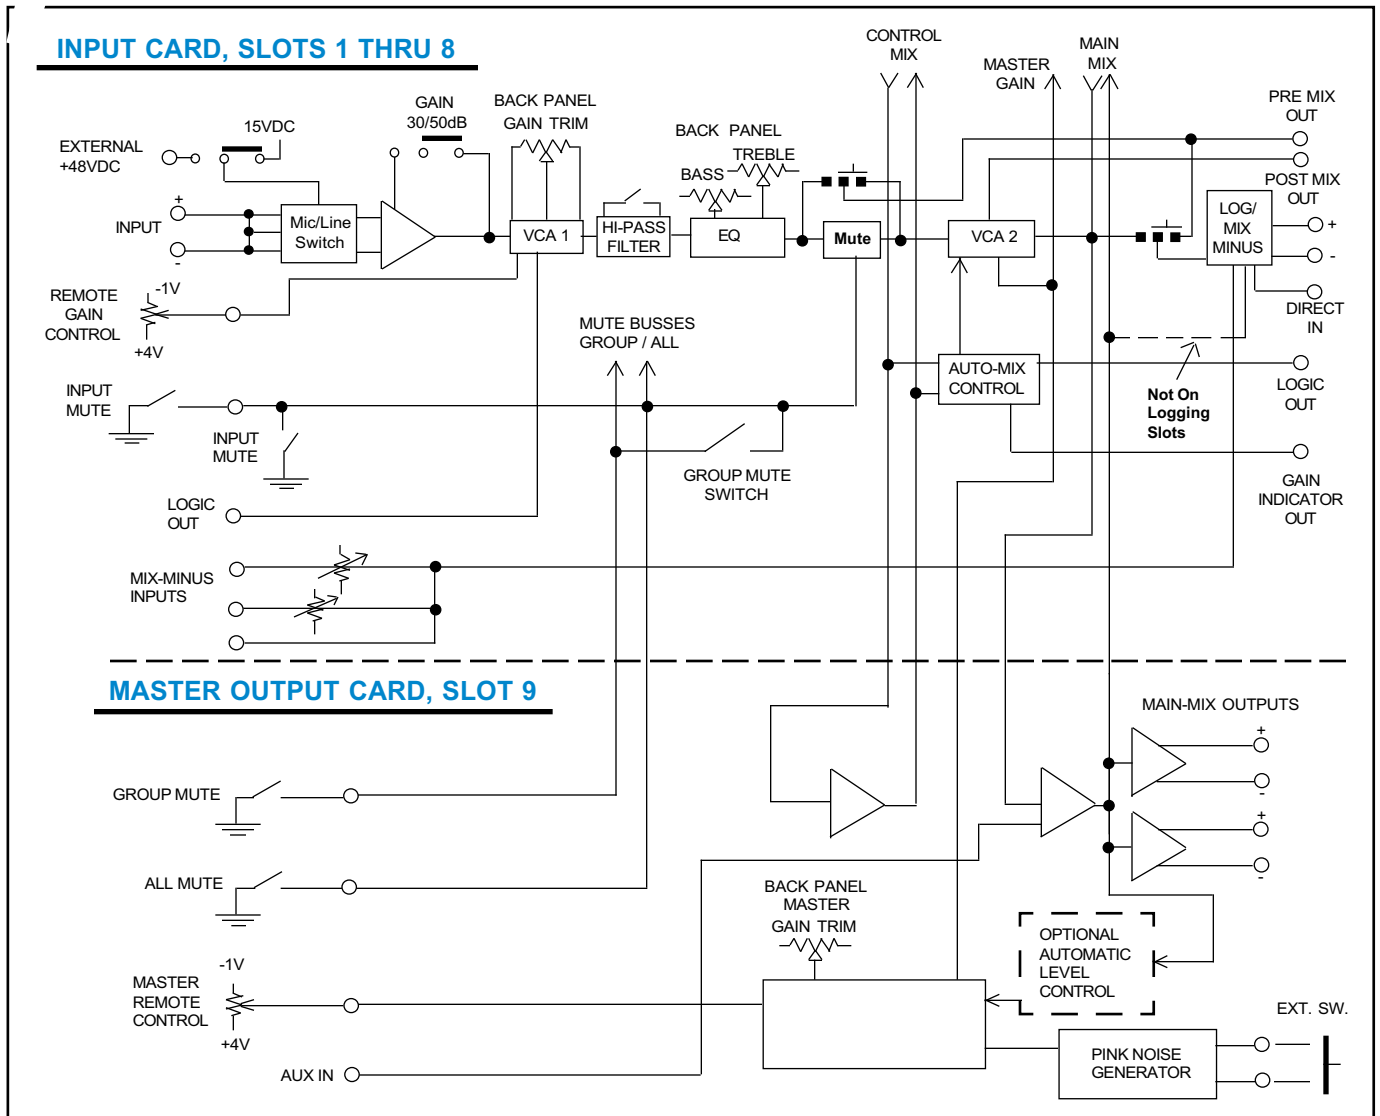 INPUT CARD, SLOTS 1 THRU 8
CONTROL
MIX
MASTER
GAIN
MAIN
MIX
PRE MIX
OUT
POST MIX
OUT
EXTERNAL
+48VDC
15VDC
GAIN
30/50dB
BACK PANEL
GAIN TRIM
BACK PANEL
TREBLE
BASS
INPUT
+
-
Mic/Line
Switch
VCA 1
HI-PASS
FILTER
EQ
Mute
VCA 2
LOG/
MIX
MINUS
+
-
DIRECT
IN
REMOTE
GAIN
CONTROL
-1V
+4V
MUTE BUSSES
GROUP / ALL
AUTO-MIX
CONTROL
Not On
Logging
Slots
LOGIC
OUT
INPUT
MUTE
INPUT
MUTE
GROUP MUTE
SWITCH
GAIN
INDICATOR
OUT
LOGIC
OUT
MIX-MINUS
INPUTS
MASTER OUTPUT CARD, SLOT 9
MAIN-MIX OUTPUTS
+
-
+
-
GROUP MUTE
ALL MUTE
BACK PANEL
MASTER
GAIN TRIM
OPTIONAL
AUTOMATIC
LEVEL
CONTROL
MASTER
REMOTE
CONTROL
-1V
+4V
AUX IN
PINK NOISE
GENERATOR
EXT. SW.